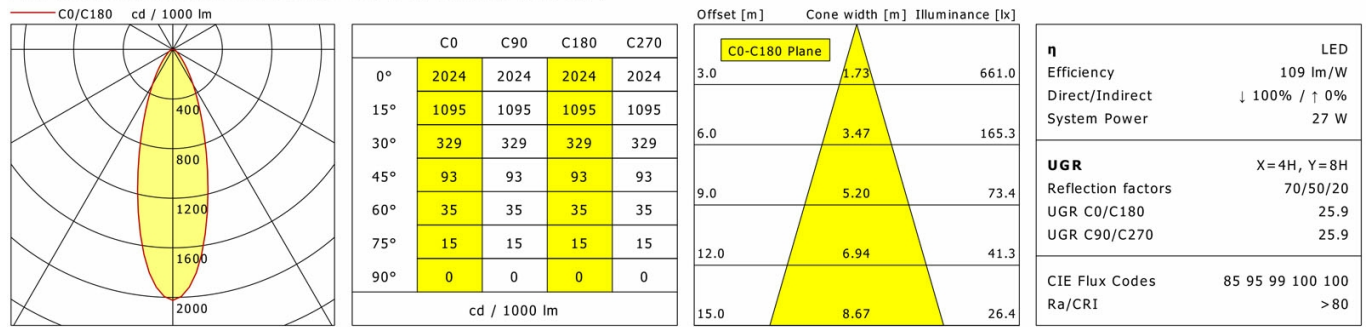 C0/C180 cd / 1000 lm
400
800
1200
1600
2000
C0 C90 C180 C270
0° 2024 2024 2024 2024
15° 1095 1095 1095 1095
30° 329 329 329 329
45° 93 93 93 93
60° 35 35 35 35
75° 15 15 15 15
90° 0 0 0 0
cd / 1000 lm
Offset [m] Cone width [m] Illuminance [lx]
C0-C180 Plane
3.0 1.73 661.0
6.0 3.47 165.3
9.0 5.20 73.4
12.0 6.94 41.3
15.0 8.67 26.4
η LED
Efficiency 109 lm/W
Direct/Indirect ↓ 100% / ↑ 0%
System Power 27 W
UGR X=4H, Y=8H
Reflection factors 70/50/20
UGR C0/C180 25.9
UGR C90/C270 25.9
CIE Flux Codes 85 95 99 100 100
Ra/CRI >80